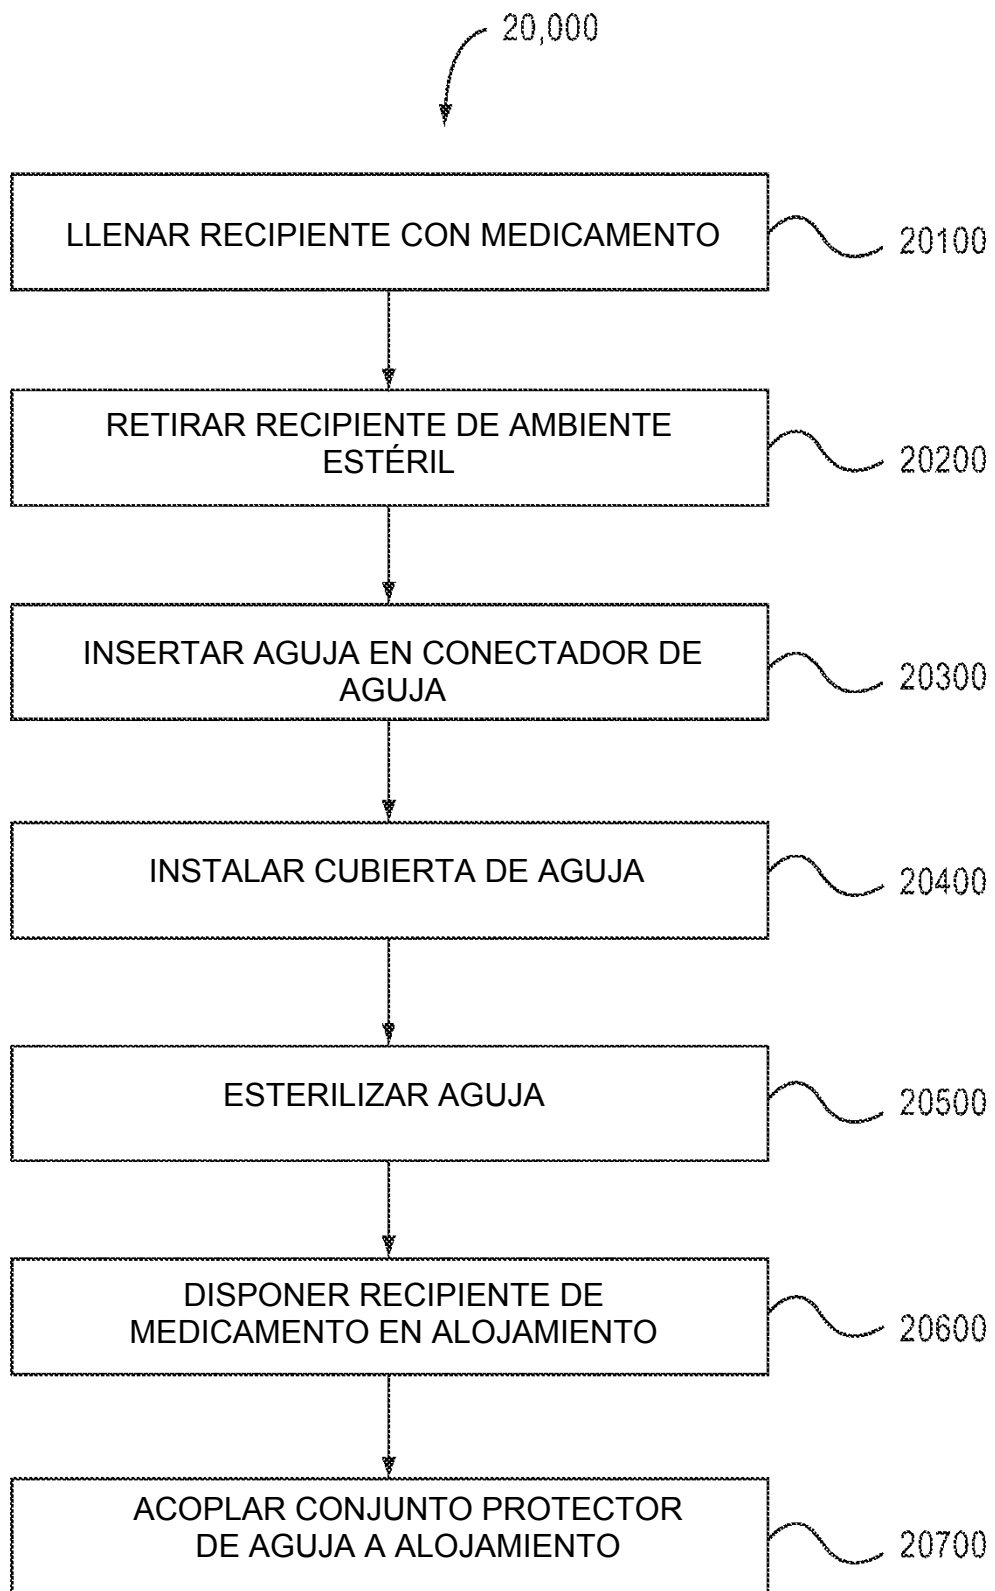 20,000
LLENAR RECIPIENTE CON MEDICAMENTO
20100
RETIRAR RECIPIENTE DE AMBIENTE
ESTÉRIL
20200
INSERTAR AGUJA EN CONECTADOR DE
AGUJA
20300
INSTALAR CUBIERTA DE AGUJA
20400
ESTERILIZAR AGUJA
20500
DISPONER RECIPIENTE DE
MEDICAMENTO EN ALOJAMIENTO
20600
ACOPLAR CONJUNTO PROTECTOR
DE AGUJA A ALOJAMIENTO
20700